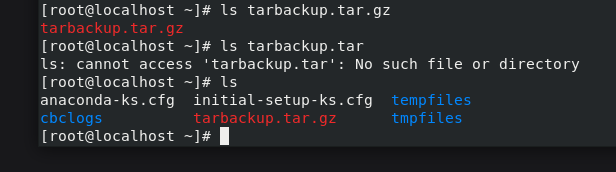 [root@localhost ~]# ls tarbackup.tar.gz
tarbackup.tar.gz
[root@localhost ~]# ls tarbackup.tar
ls: cannot access 'tarbackup.tar': No such file or directory
[root@localhost ~]# ls
anaconda-ks.cfg  initial-setup-ks.cfg  tempfiles
cbclogs          tarbackup.tar.gz      tmpfiles
[root@localhost ~]#